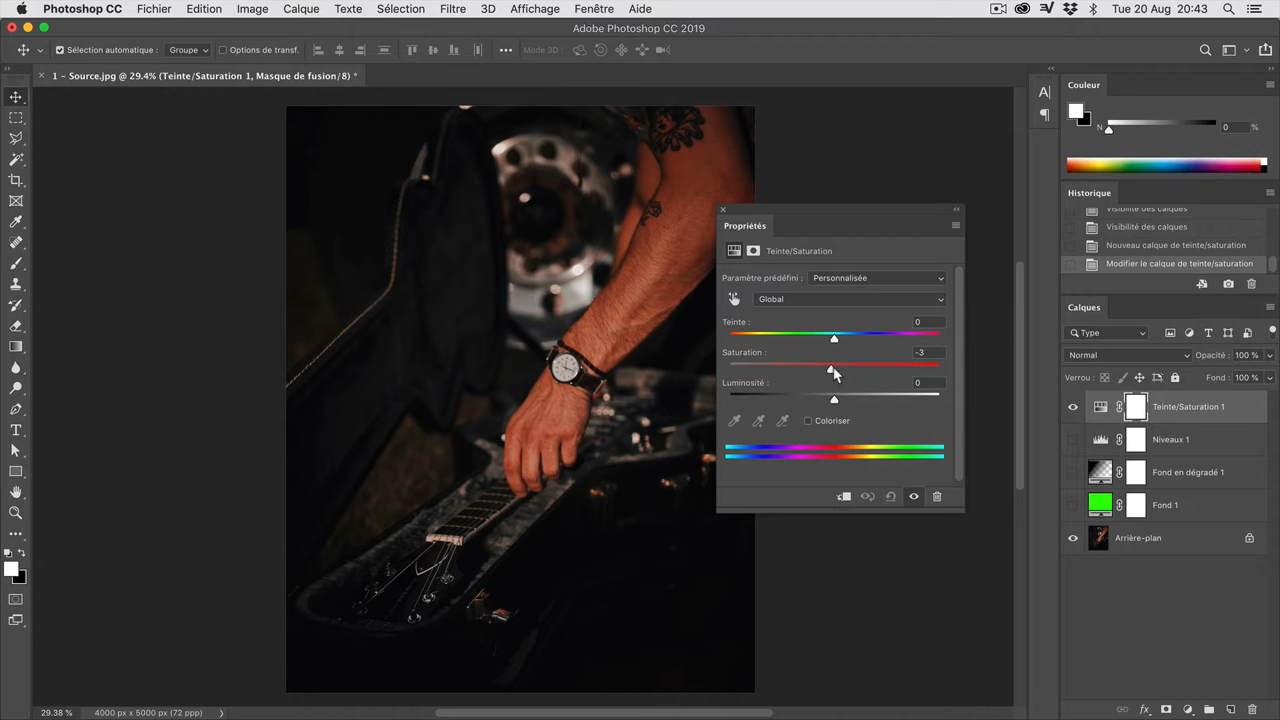 Photoshop CC Fichier Edition Image Calque Texte Sélection Filtre 3D Affichage Fenêtre Aide Tue 20 Aug 20:43
Adobe Photoshop CC 2019
Sélection automatique : Groupe Options de transf. Mode 3D :
1 – Source.jpg @ 29.4% (Teinte/Saturation 1, Masque de fusion/8) *
Couleur
N 0 %
Historique
Visibilité des calques
Visibilité des calques
Nouveau calque de teinte/saturation
Modifier le calque de teinte/saturation
Propriétés
Teinte/Saturation
Paramètre prédéfini : Personnalisée
Global
Teinte : 0
Saturation : -3
Luminosité : 0
Coloriser
Calques
Type
Normal Opacité : 100 %
Verrou : Fond : 100 %
Teinte/Saturation 1
Niveaux 1
Fond en dégradé 1
Fond 1
Arrière-plan
29.38 % 4000 px x 5000 px (72 ppp)